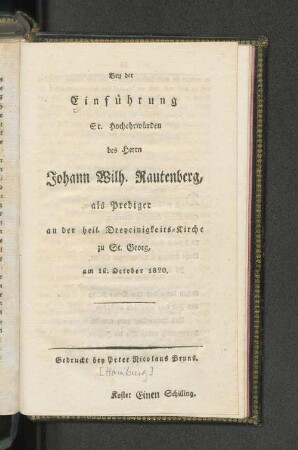 Bey der
Einführung
Sr. Hochehrwürden
des Herrn
Johann Wilh. Rautenberg,
als Prediger
an der heil. Dreyeinigkeits-Kirche
zu St. Georg,
am 18. October 1820.
Gedruckt bey Peter Nicolaus Bruns.
[Hamburg]
Kostet Einen Schilling.